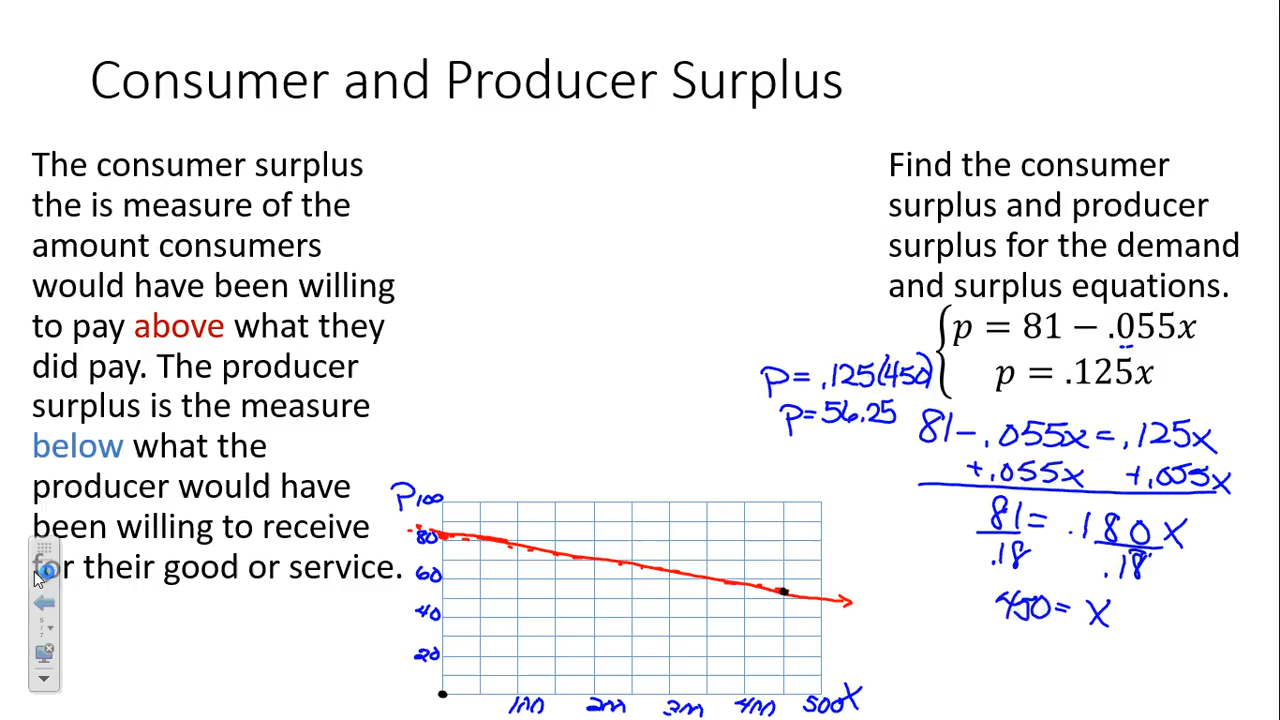 Consumer and Producer Surplus
The consumer surplus
the is measure of the
amount consumers
would have been willing
to pay above what they
did pay. The producer
surplus is the measure
below what the
producer would have
been willing to receive
for their good or service.
Find the consumer
surplus and producer
surplus for the demand
and surplus equations.
p = 81 − .055x
p = .125x
P = .125(450)
P = 56.25
81 - .055x = .125x
+.055x +.055x
81 = .180x
.18 .18
450 = x
P 100
80
60
40
20
100 200 300 400 500 X